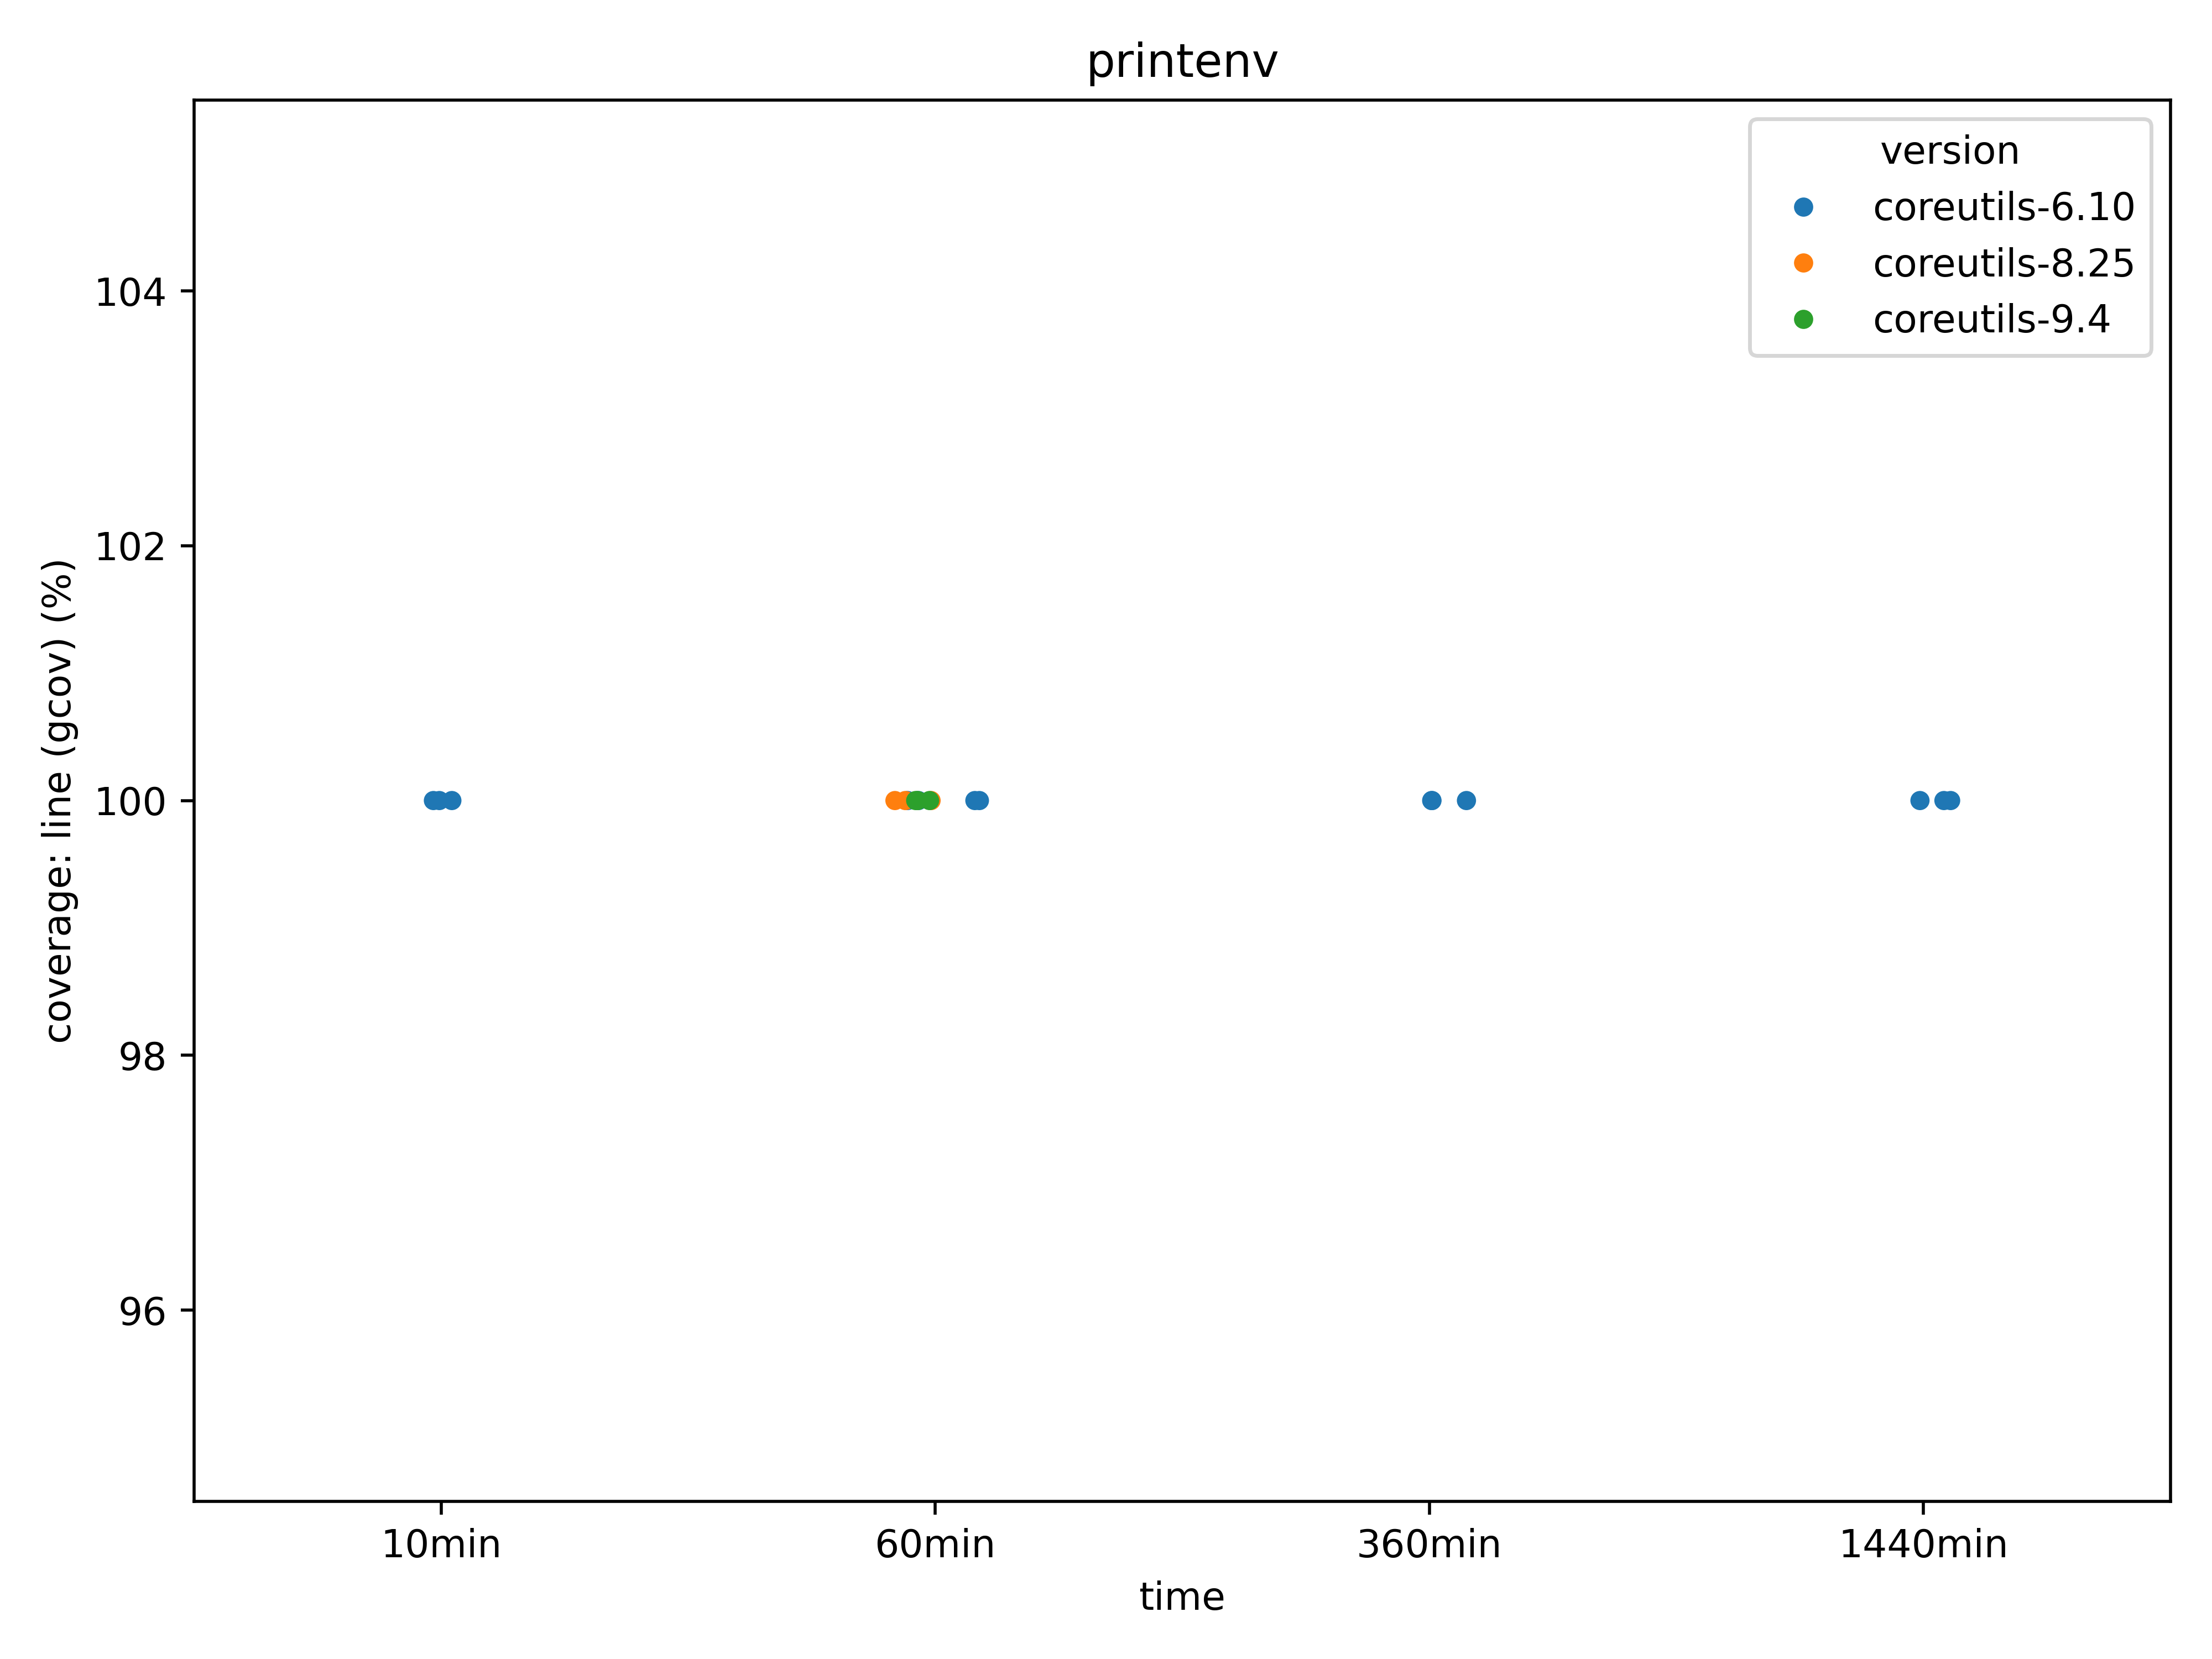 printenv
version
coreutils-6.10
coreutils-8.25
coreutils-9.4
coverage: line (gcov) (%)
104
102
100
98
96
10min
60min
360min
1440min
time